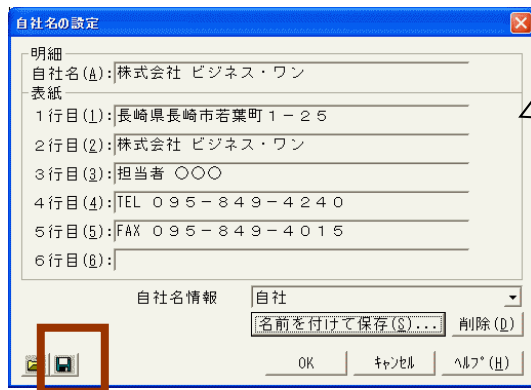 自社名の設定
明細
自社名(A):株式会社 ビジネス・ワン
表紙
1行目(1):長崎県長崎市若葉町1-25
2行目(2):株式会社 ビジネス・ワン
3行目(3):担当者 〇〇〇
4行目(4):TEL 095-849-4240
5行目(5):FAX 095-849-4015
6行目(6):
自社名情報 自社
名前を付けて保存(S)... 削除(D)
OK キャンセル ヘルプ(H)